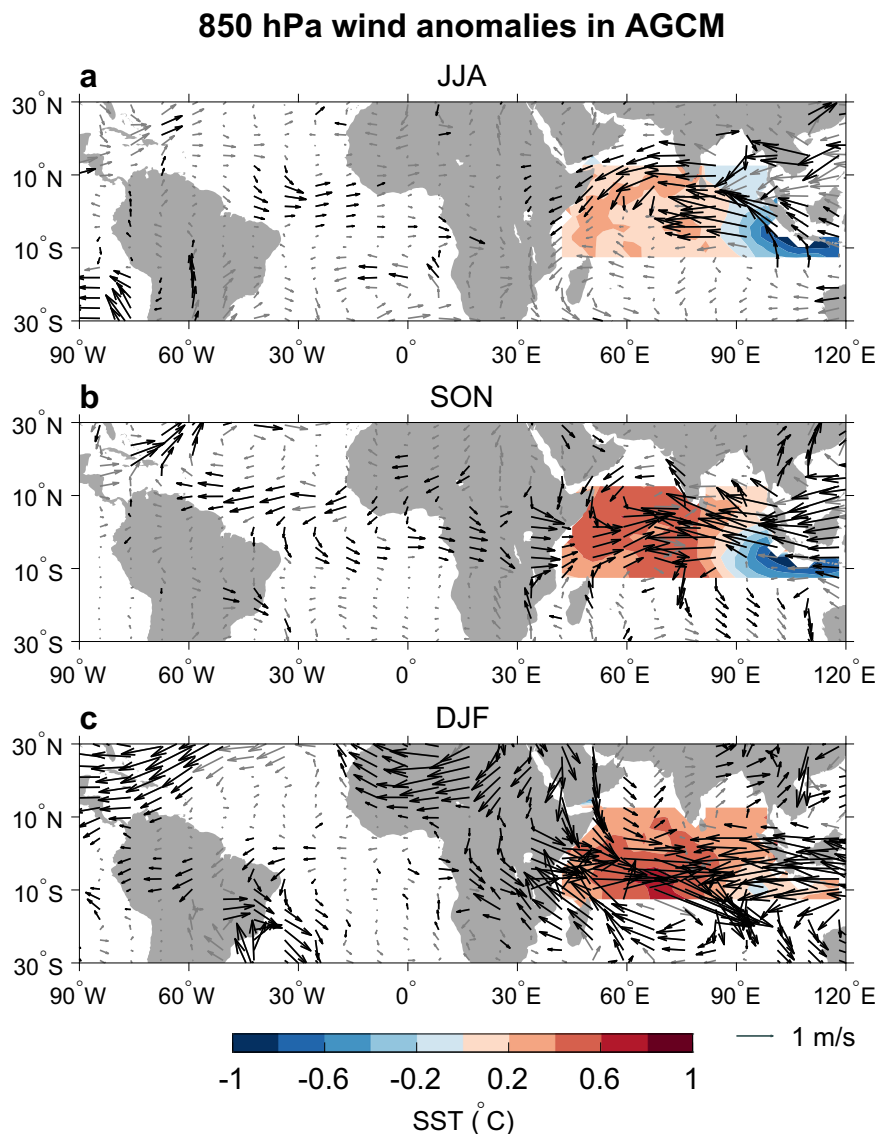 850 hPa wind anomalies in AGCM
a
JJA
30°N
10°N
10°S
30°S
90°W 60°W 30°W 0° 30°E 60°E 90°E 120°E
b
SON
30°N
10°N
10°S
30°S
90°W 60°W 30°W 0° 30°E 60°E 90°E 120°E
c
DJF
30°N
10°N
10°S
30°S
90°W 60°W 30°W 0° 30°E 60°E 90°E 120°E
1 m/s
-1 -0.6 -0.2 0.2 0.6 1
SST (°C)